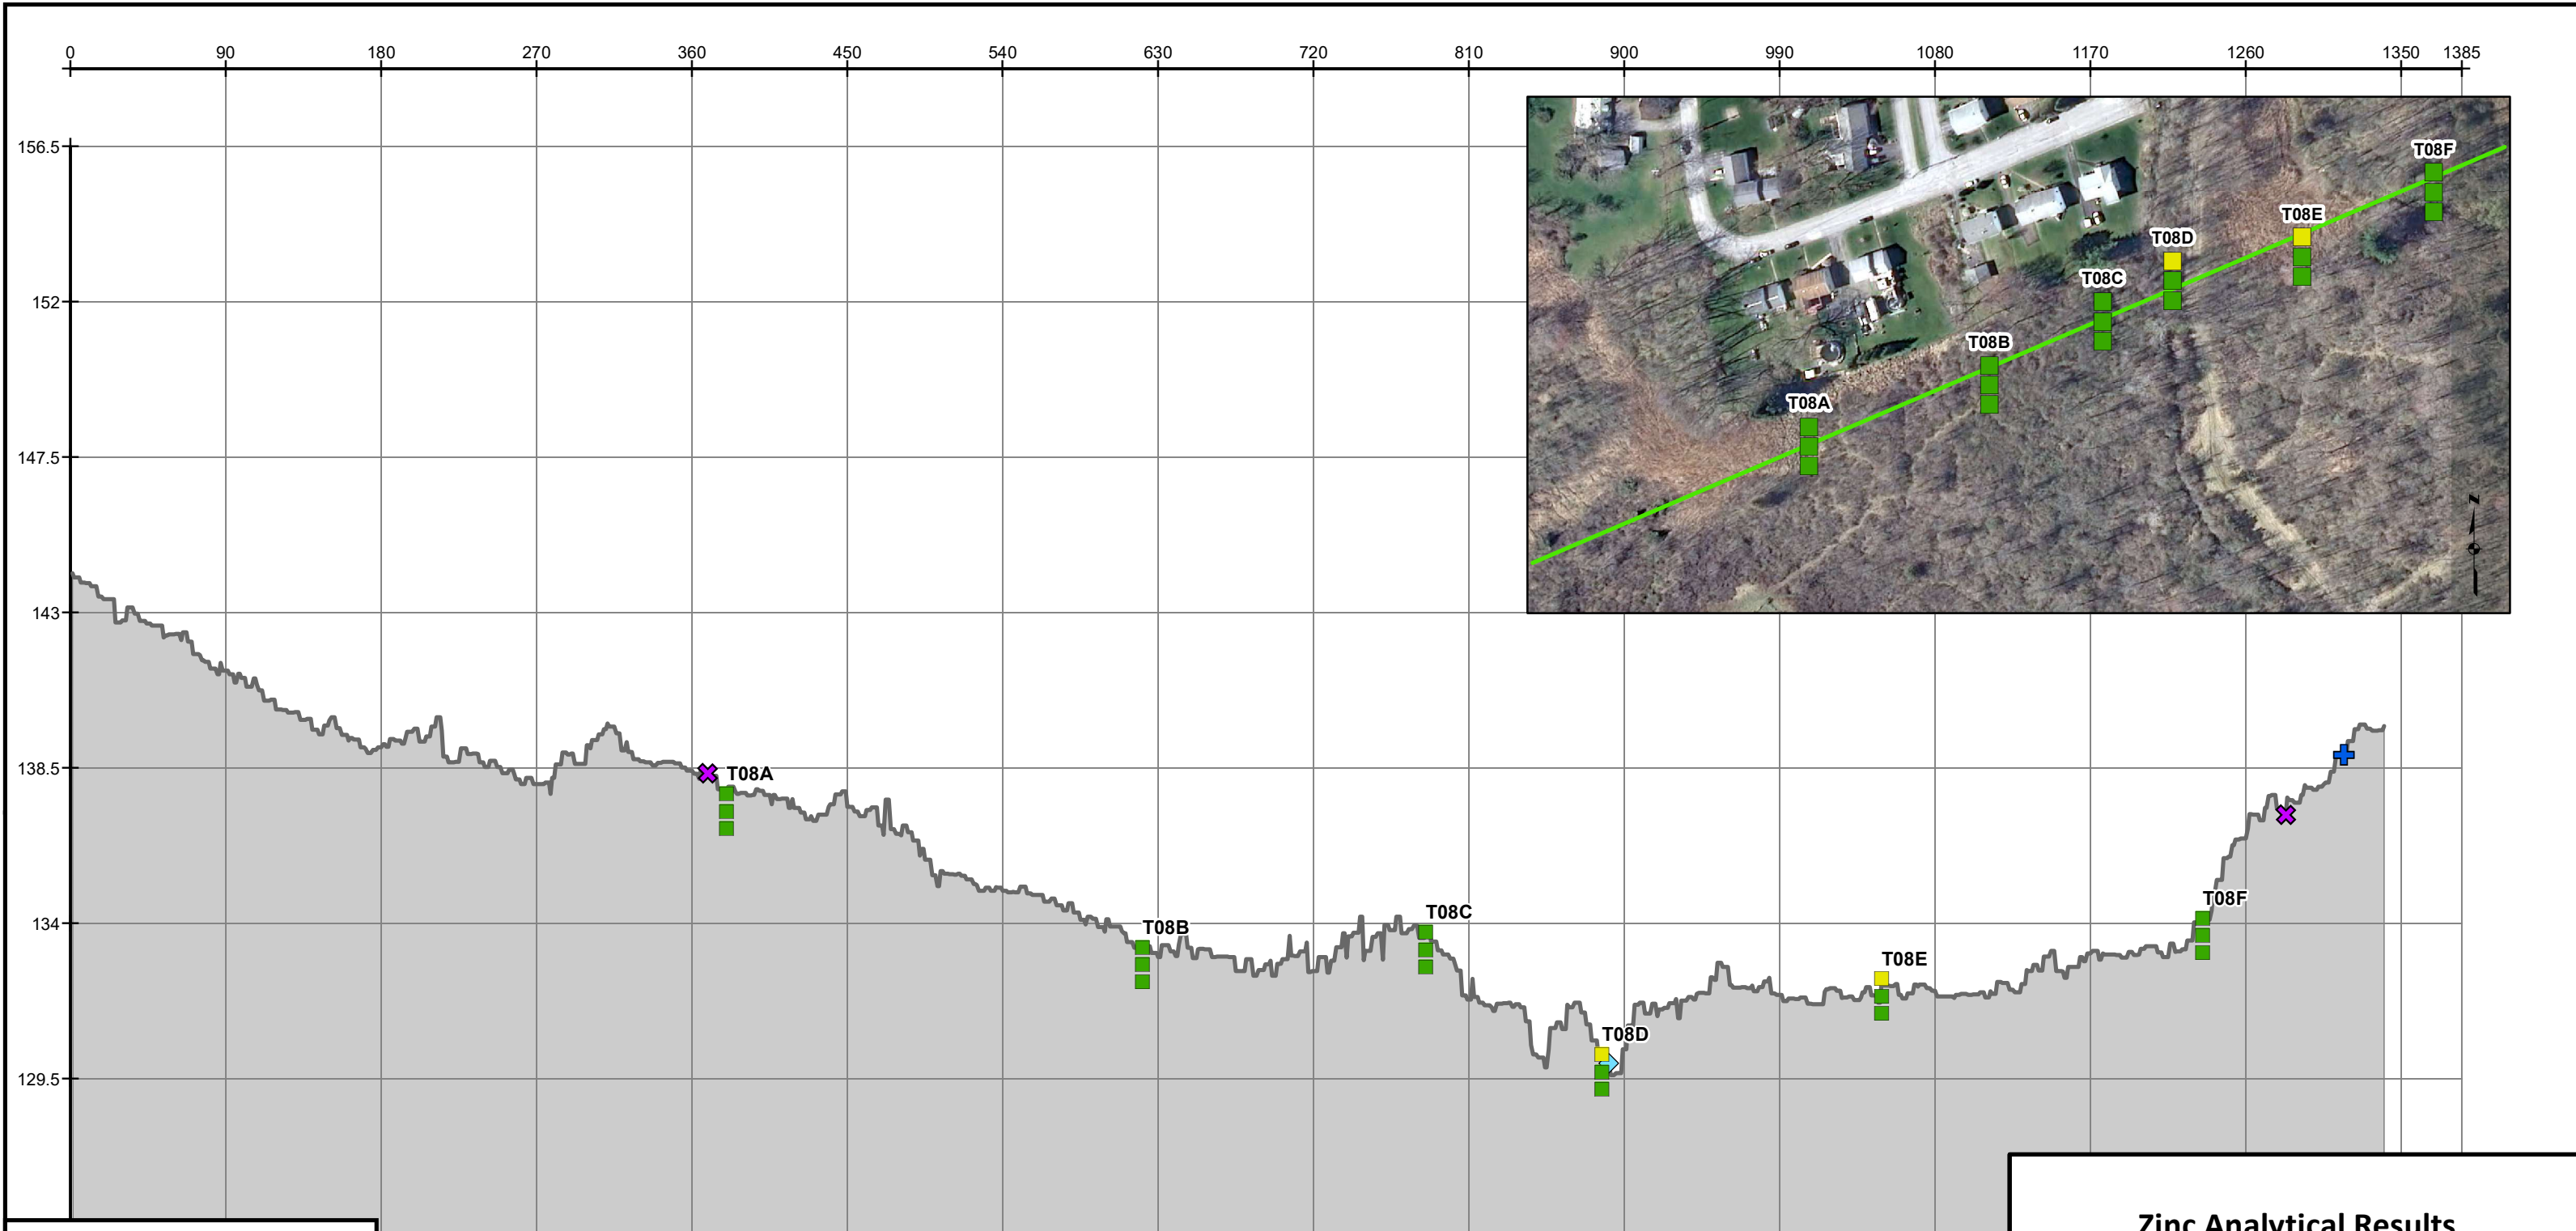 0 90 180 270 360 450 540 630 720 810 900 990 1080 1170 1260 1350 1385
156.5
T08F
T08E
T08D
T08C
152
T08B
T08A
147.5
N
143
138.5
T08A
T08F
134
T08B
T08C
T08E
T08D
129.5
Zinc Analytical Results